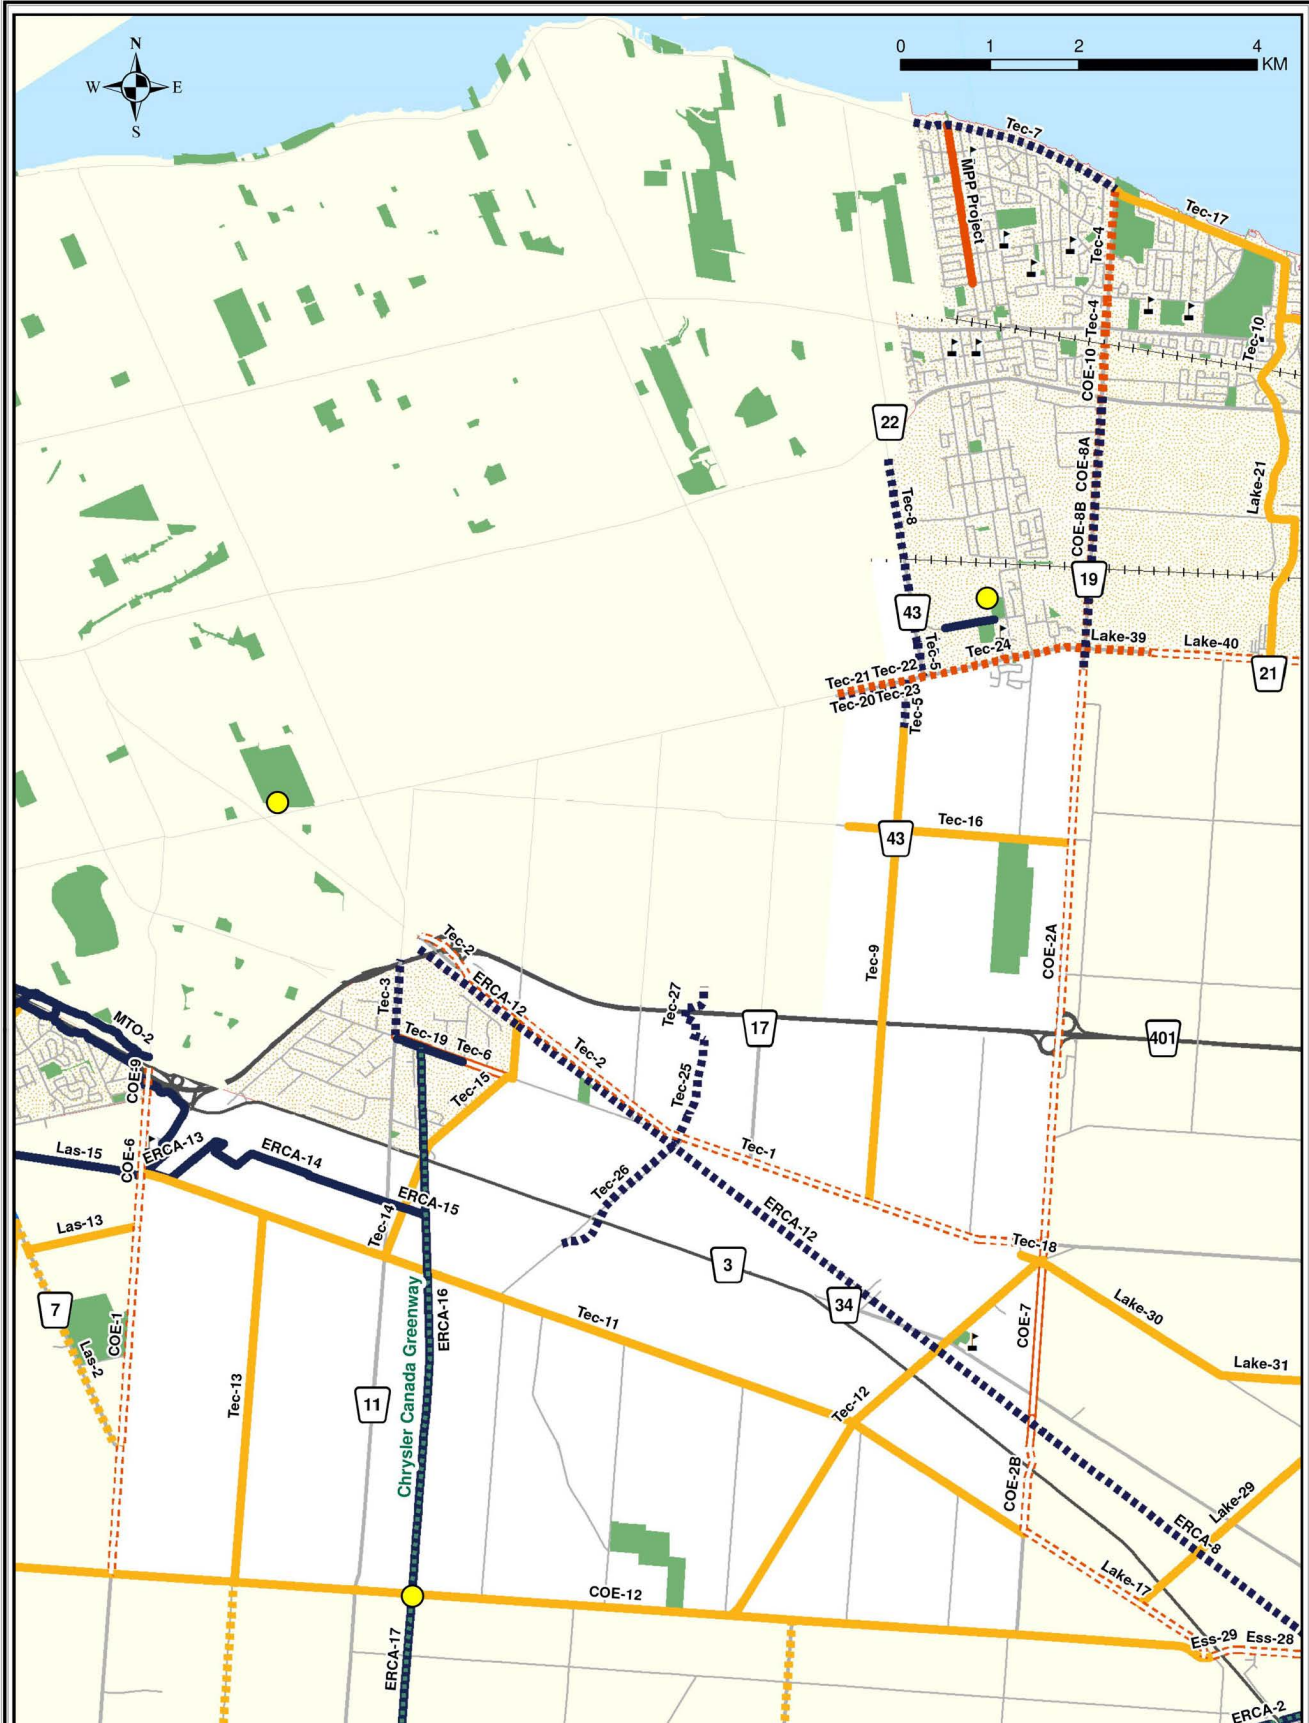 N
W
E
S
0
1
2
4
KM
Tec-7
MPP Project
Tec-17
Tec-4
Tec-4
COE-10
Tec-10
22
COE-8A
Lake-21
Tec-8
COE-8B
19
43
Tec-5
Tec-24
Lake-39
Lake-40
21
Tec-21
Tec-22
Tec-20
Tec-23
Tec-5
Tec-16
43
Tec-2
Tec-9
COE-2A
Tec-3
ERCA-12
Tec-27
17
401
MTO-2
Tec-19
Tec-6
Tec-2
COE-9
Tec-15
Tec-25
Las-15
COE-6
ERCA-13
ERCA-14
Tec-1
Tec-26
ERCA-15
ERCA-12
Las-13
Tec-14
Tec-18
3
7
34
COE-1
Chrysler Canada Greenway
ERCA-16
Tec-11
COE-7
Lake-30
Las-2
Lake-31
Tec-13
11
Tec-12
COE-2B
Lake-29
ERCA-8
COE-12
Lake-17
ERCA-17
Ess-29
Ess-28
ERCA-2